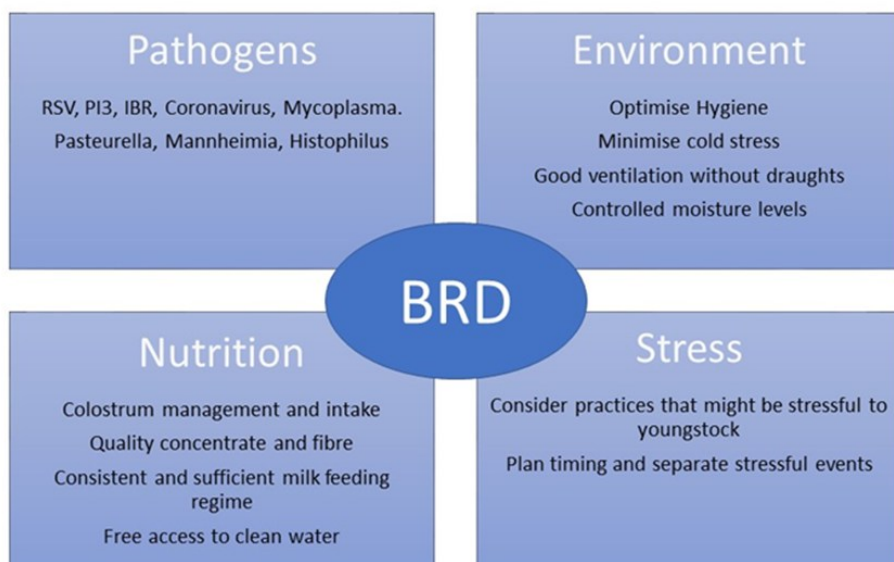 Pathogens
RSV, PI3, IBR, Coronavirus, Mycoplasma.
Pasteurella, Mannheimia, Histophilus
Environment
Optimise Hygiene
Minimise cold stress
Good ventilation without draughts
Controlled moisture levels
BRD
Nutrition
Colostrum management and intake
Quality concentrate and fibre
Consistent and sufficient milk feeding
regime
Free access to clean water
Stress
Consider practices that might be stressful to
youngstock
Plan timing and separate stressful events